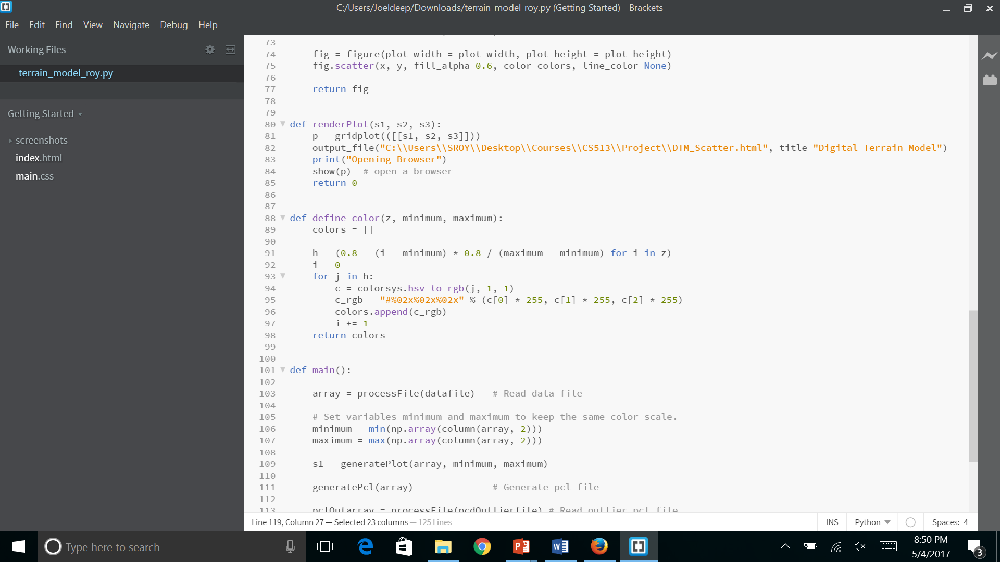 C:/Users/Joeldeep/Downloads/terrain_model_roy.py (Getting Started) - Brackets
File Edit Find View Navigate Debug Help
Working Files
terrain_model_roy.py
Getting Started
screenshots
index.html
main.css
73
74 fig = figure(plot_width = plot_width, plot_height = plot_height)
75 fig.scatter(x, y, fill_alpha=0.6, color=colors, line_color=None)
76
77 return fig
78
79
80 def renderPlot(s1, s2, s3):
81 p = gridplot(([[s1, s2, s3]]))
82 output_file("C:\\Users\\SROY\\Desktop\\Courses\\CS513\\Project\\DTM_Scatter.html", title="Digital Terrain Model")
83 print("Opening Browser")
84 show(p)  # open a browser
85 return 0
86
87
88 def define_color(z, minimum, maximum):
89 colors = []
90
91 h = (0.8 - (i - minimum) * 0.8 / (maximum - minimum) for i in z)
92 i = 0
93 for j in h:
94 c = colorsys.hsv_to_rgb(j, 1, 1)
95 c_rgb = "#%02x%02x%02x" % (c[0] * 255, c[1] * 255, c[2] * 255)
96 colors.append(c_rgb)
97 i += 1
98 return colors
99
100
101 def main():
102
103 array = processFile(datafile)   # Read data file
104
105 # Set variables minimum and maximum to keep the same color scale.
106 minimum = min(np.array(column(array, 2)))
107 maximum = max(np.array(column(array, 2)))
108
109 s1 = generatePlot(array, minimum, maximum)
110
111 generatePcl(array)              # Generate pcl file
112
113 pclOutarray = processFile(pcdOutlierfile) # Read outlier pcl file
Line 119, Column 27 — Selected 23 columns — 125 Lines
INS Python Spaces: 4
Type here to search
8:50 PM
5/4/2017
3